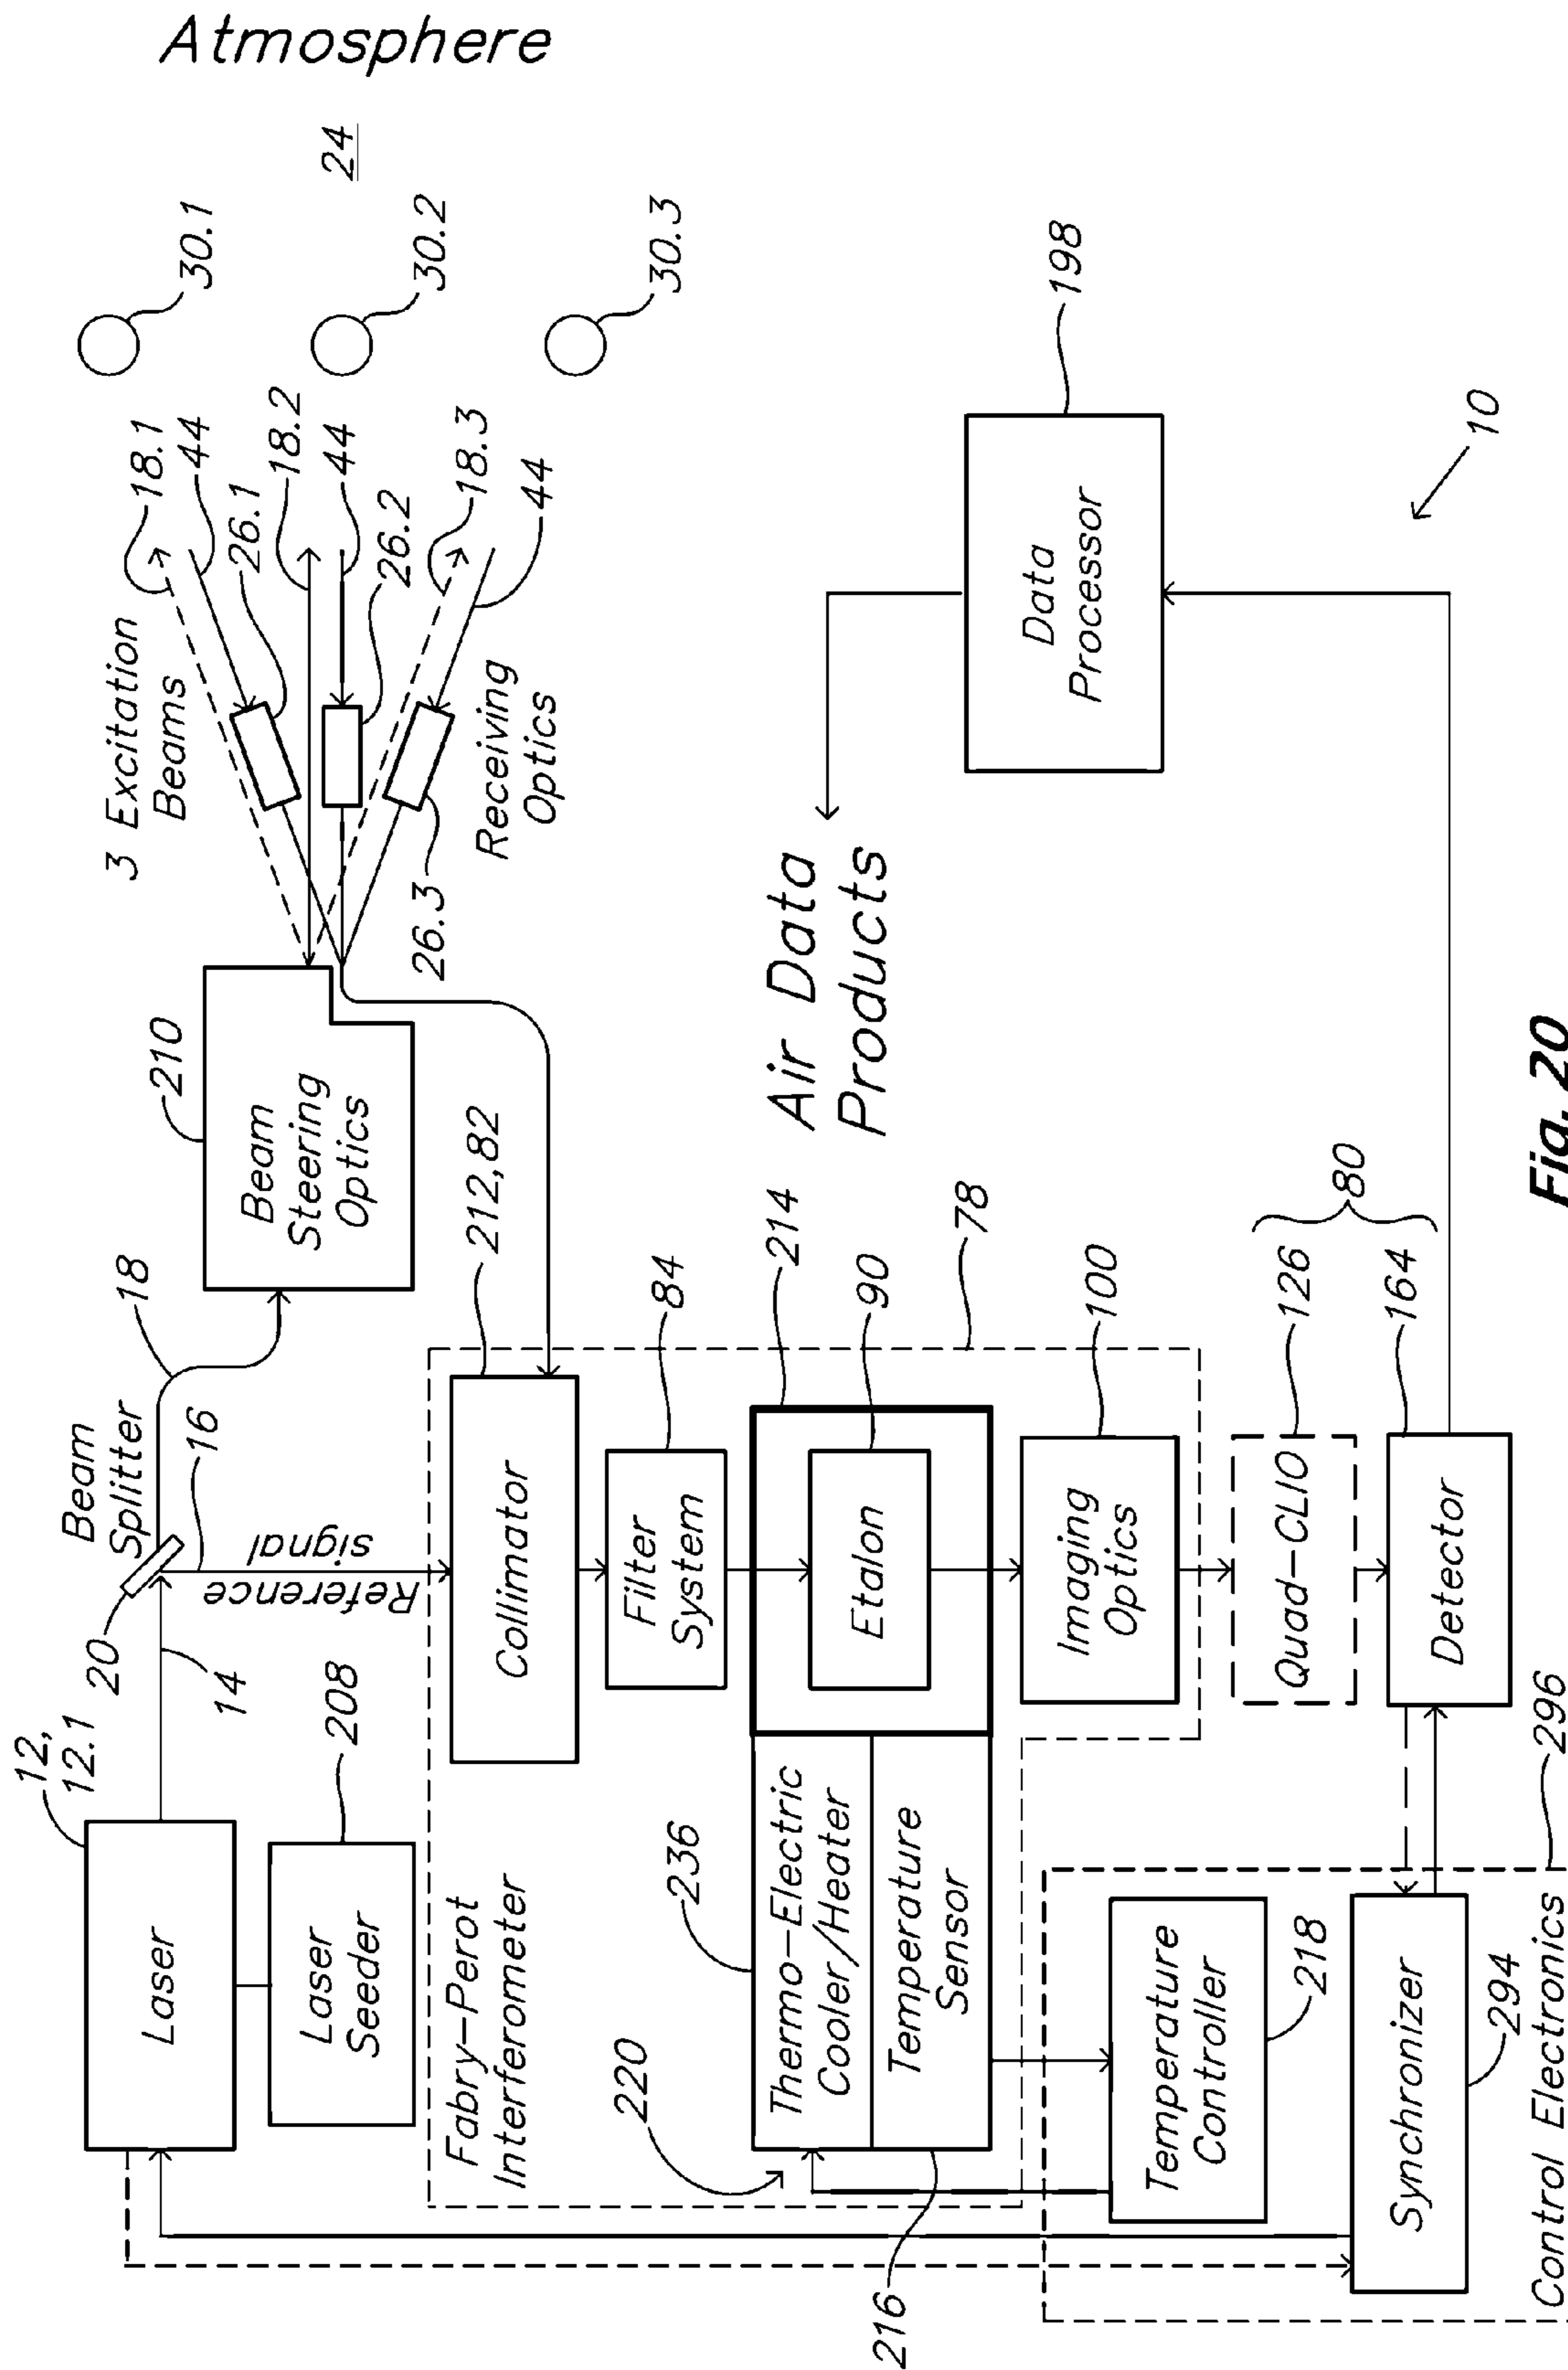 Atmosphere
24
30.1
30.2
30.3
3 Excitation
Beams
18.1
44
26.1
18.2
44
26.2
18.3
44
26.3
Receiving
Optics
210
Beam
Steering
Optics
18
Beam
Splitter
20
16
14
Reference
signal
12,
12.1
Laser
208
Laser
Seeder
Fabry-Perot
Interferometer
212,82
Collimator
84
Filter
System
214
90
Etalon
78
100
Imaging
Optics
236
Thermo-Electric
Cooler/Heater
Temperature
Sensor
220
216
Temperature
Controller
218
Synchronizer
294
Control Electronics
296
126
Quad-CLIO
80
164
Detector
198
Data
Processor
Air Data
Products
10
Fig. 20